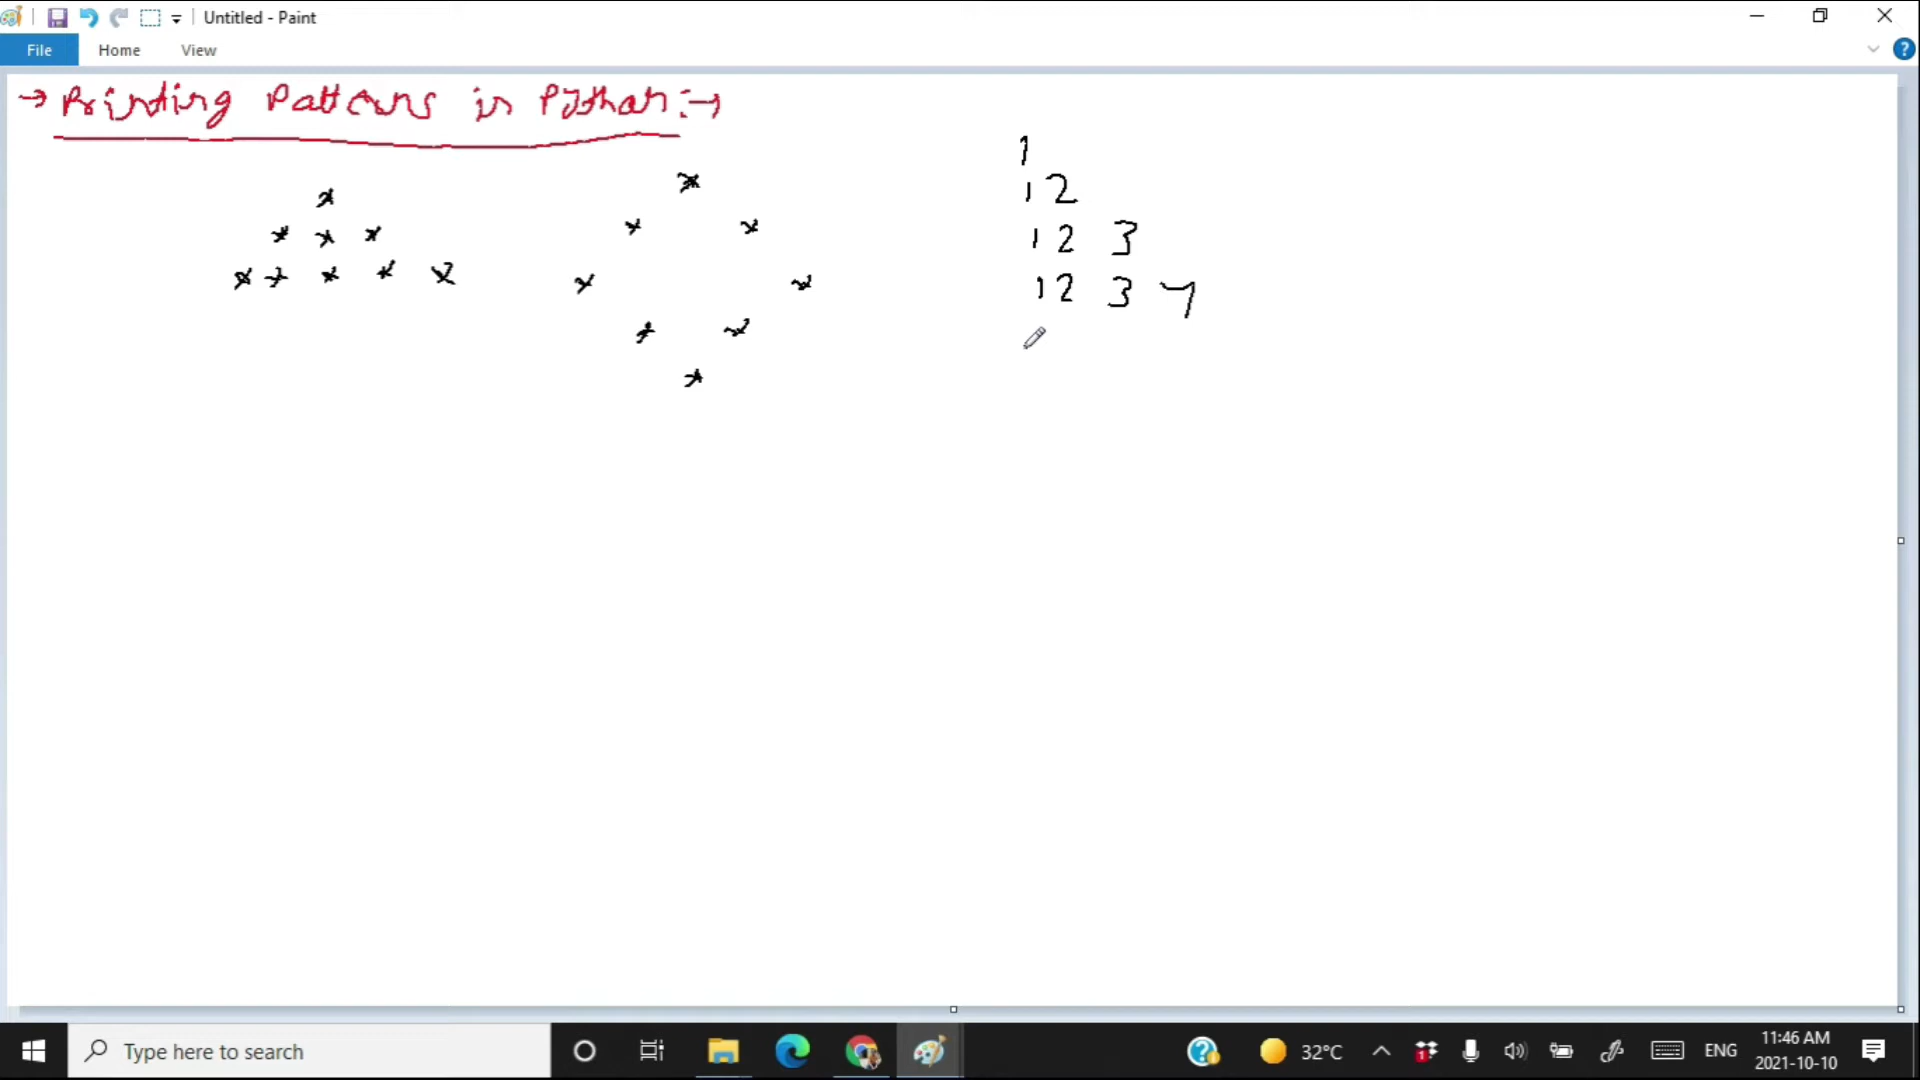 Untitled - Paint
File Home View
→ Printing Patterns in Python :→
*
* * *
* * * * *
*
* *
* *
* *
*
1
1 2
1 2 3
1 2 3 4
Type here to search
1
32°C
ENG
11:46 AM
2021-10-10